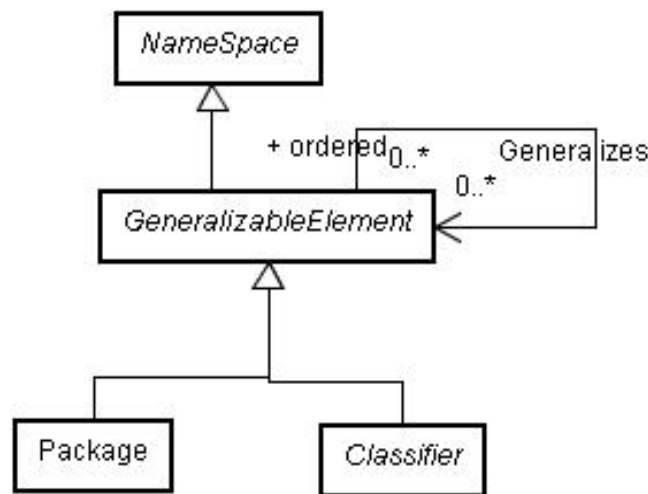 NameSpace
+ ordered 0..* Generalizes
0..*
GeneralizableElement
Package
Classifier